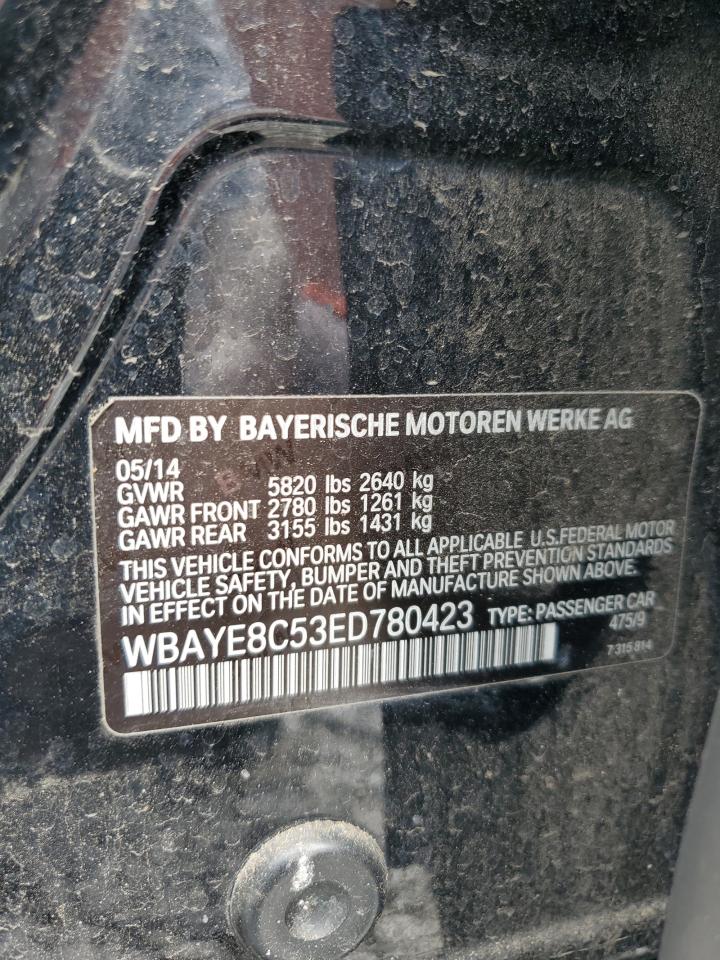 MFD BY BAYERISCHE MOTOREN WERKE AG
05/14
GVWR 5820 lbs 2640 kg
GAWR FRONT 2780 lbs 1261 kg
GAWR REAR 3155 lbs 1431 kg
THIS VEHICLE CONFORMS TO ALL APPLICABLE U.S.FEDERAL MOTOR
VEHICLE SAFETY, BUMPER AND THEFT PREVENTION STANDARDS
IN EFFECT ON THE DATE OF MANUFACTURE SHOWN ABOVE.
WBAYE8C53ED780423 TYPE: PASSENGER CAR
475/9
7 315 814